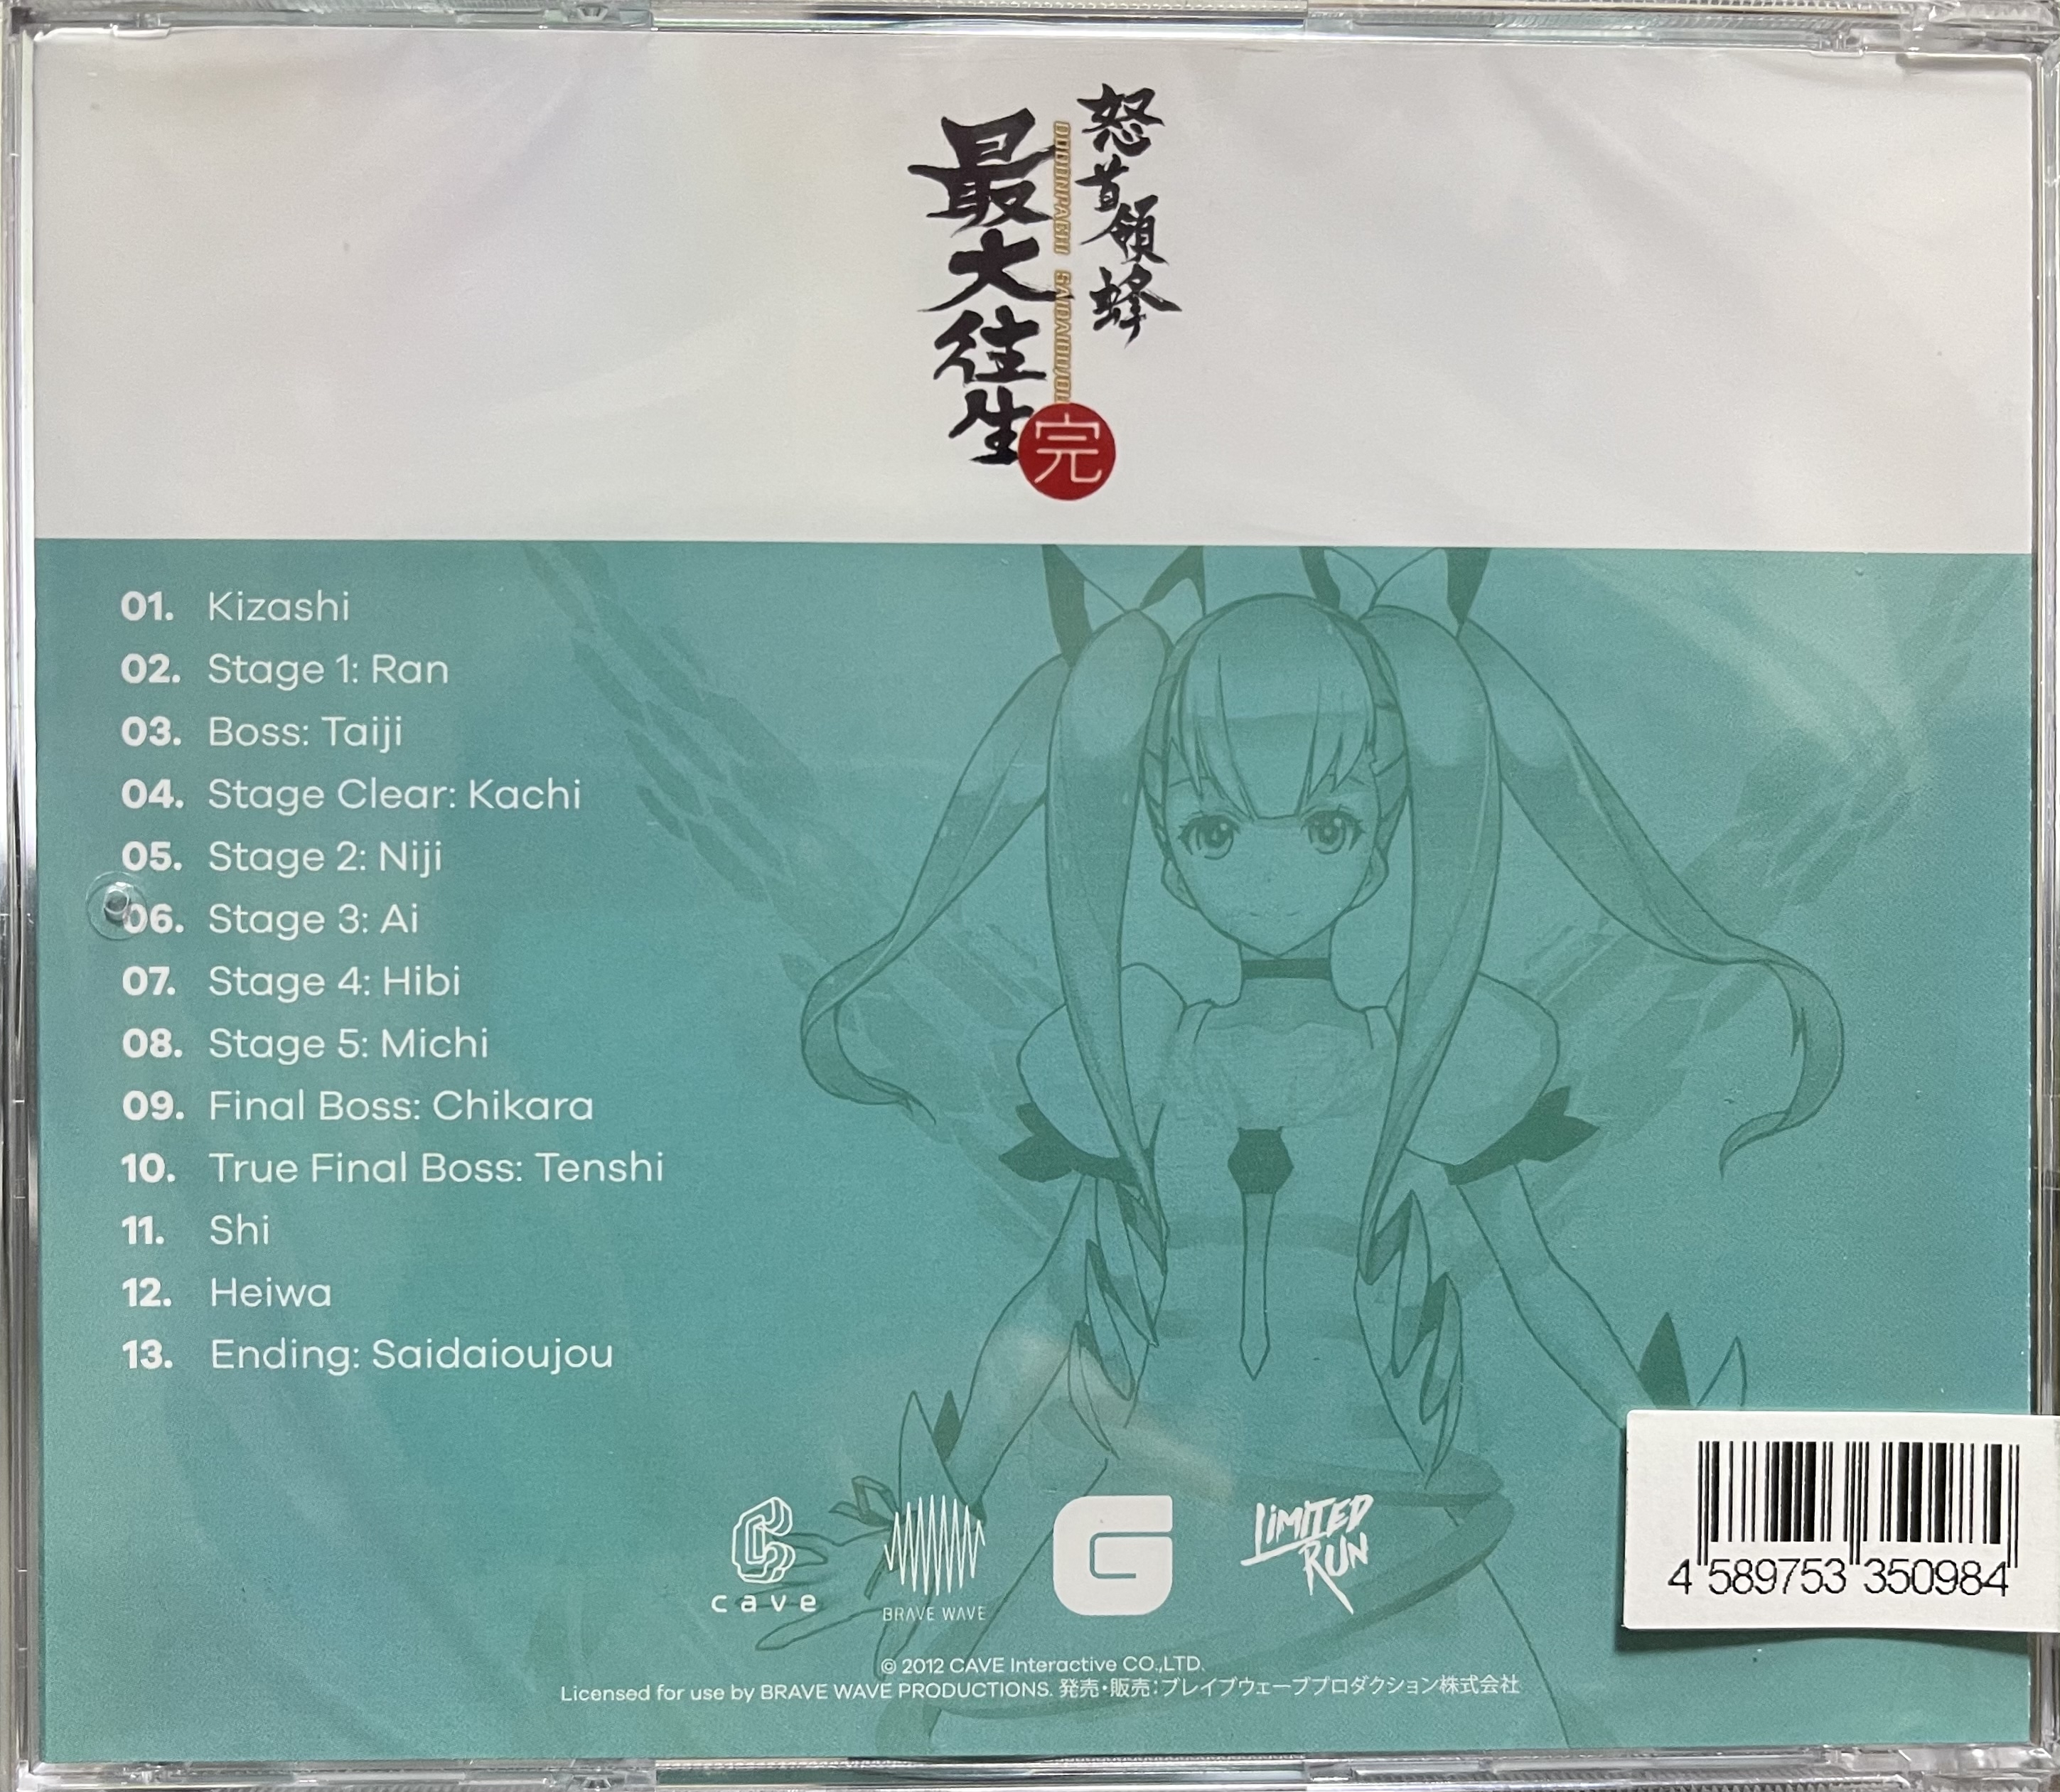 怒首領蜂
DODONPACHI SAIDAIOUJOU
最大往生
完
01. Kizashi
02. Stage 1: Ran
03. Boss: Taiji
04. Stage Clear: Kachi
05. Stage 2: Niji
06. Stage 3: Ai
07. Stage 4: Hibi
08. Stage 5: Michi
09. Final Boss: Chikara
10. True Final Boss: Tenshi
11. Shi
12. Heiwa
13. Ending: Saidaioujou
cave
BRAVE WAVE
G
LIMITED
RUN
4 589753 350984
© 2012 CAVE Interactive CO.,LTD.
Licensed for use by BRAVE WAVE PRODUCTIONS. 発売・販売：ブレイブウェーブプロダクション株式会社